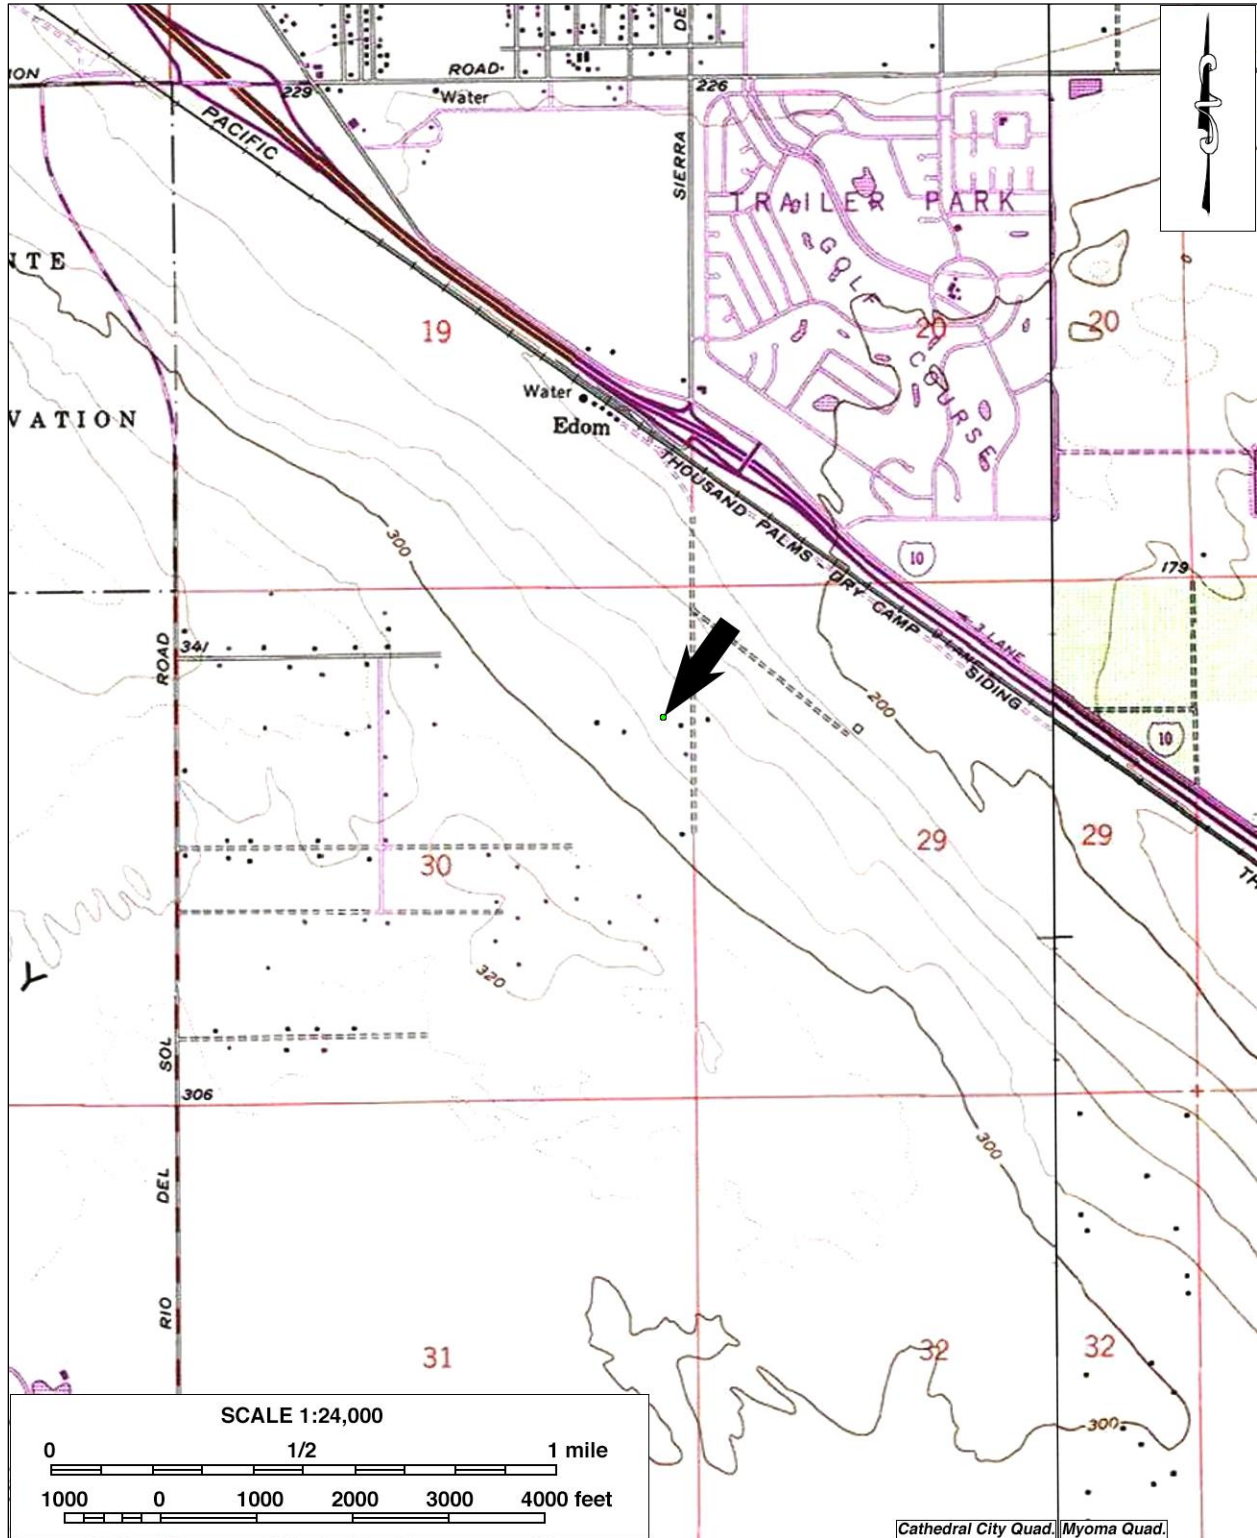 ION
ROAD
DE
229
Water
226
PACIFIC
SIERRA
TRAILER PARK
GOLF
COURSE
NTE
19
20
20
VATION
Water
Edom
THOUSAND PALMS - DRY CAMP SIDING
10
300
179
3 LANE
LANE
341
ROAD
200
10
29
29
30
320
Y
SOL
306
DEL
300
RIO
31
32
32
300
SCALE 1:24,000
0 1/2 1 mile
1000 0 1000 2000 3000 4000 feet
Cathedral City Quad. Myoma Quad.